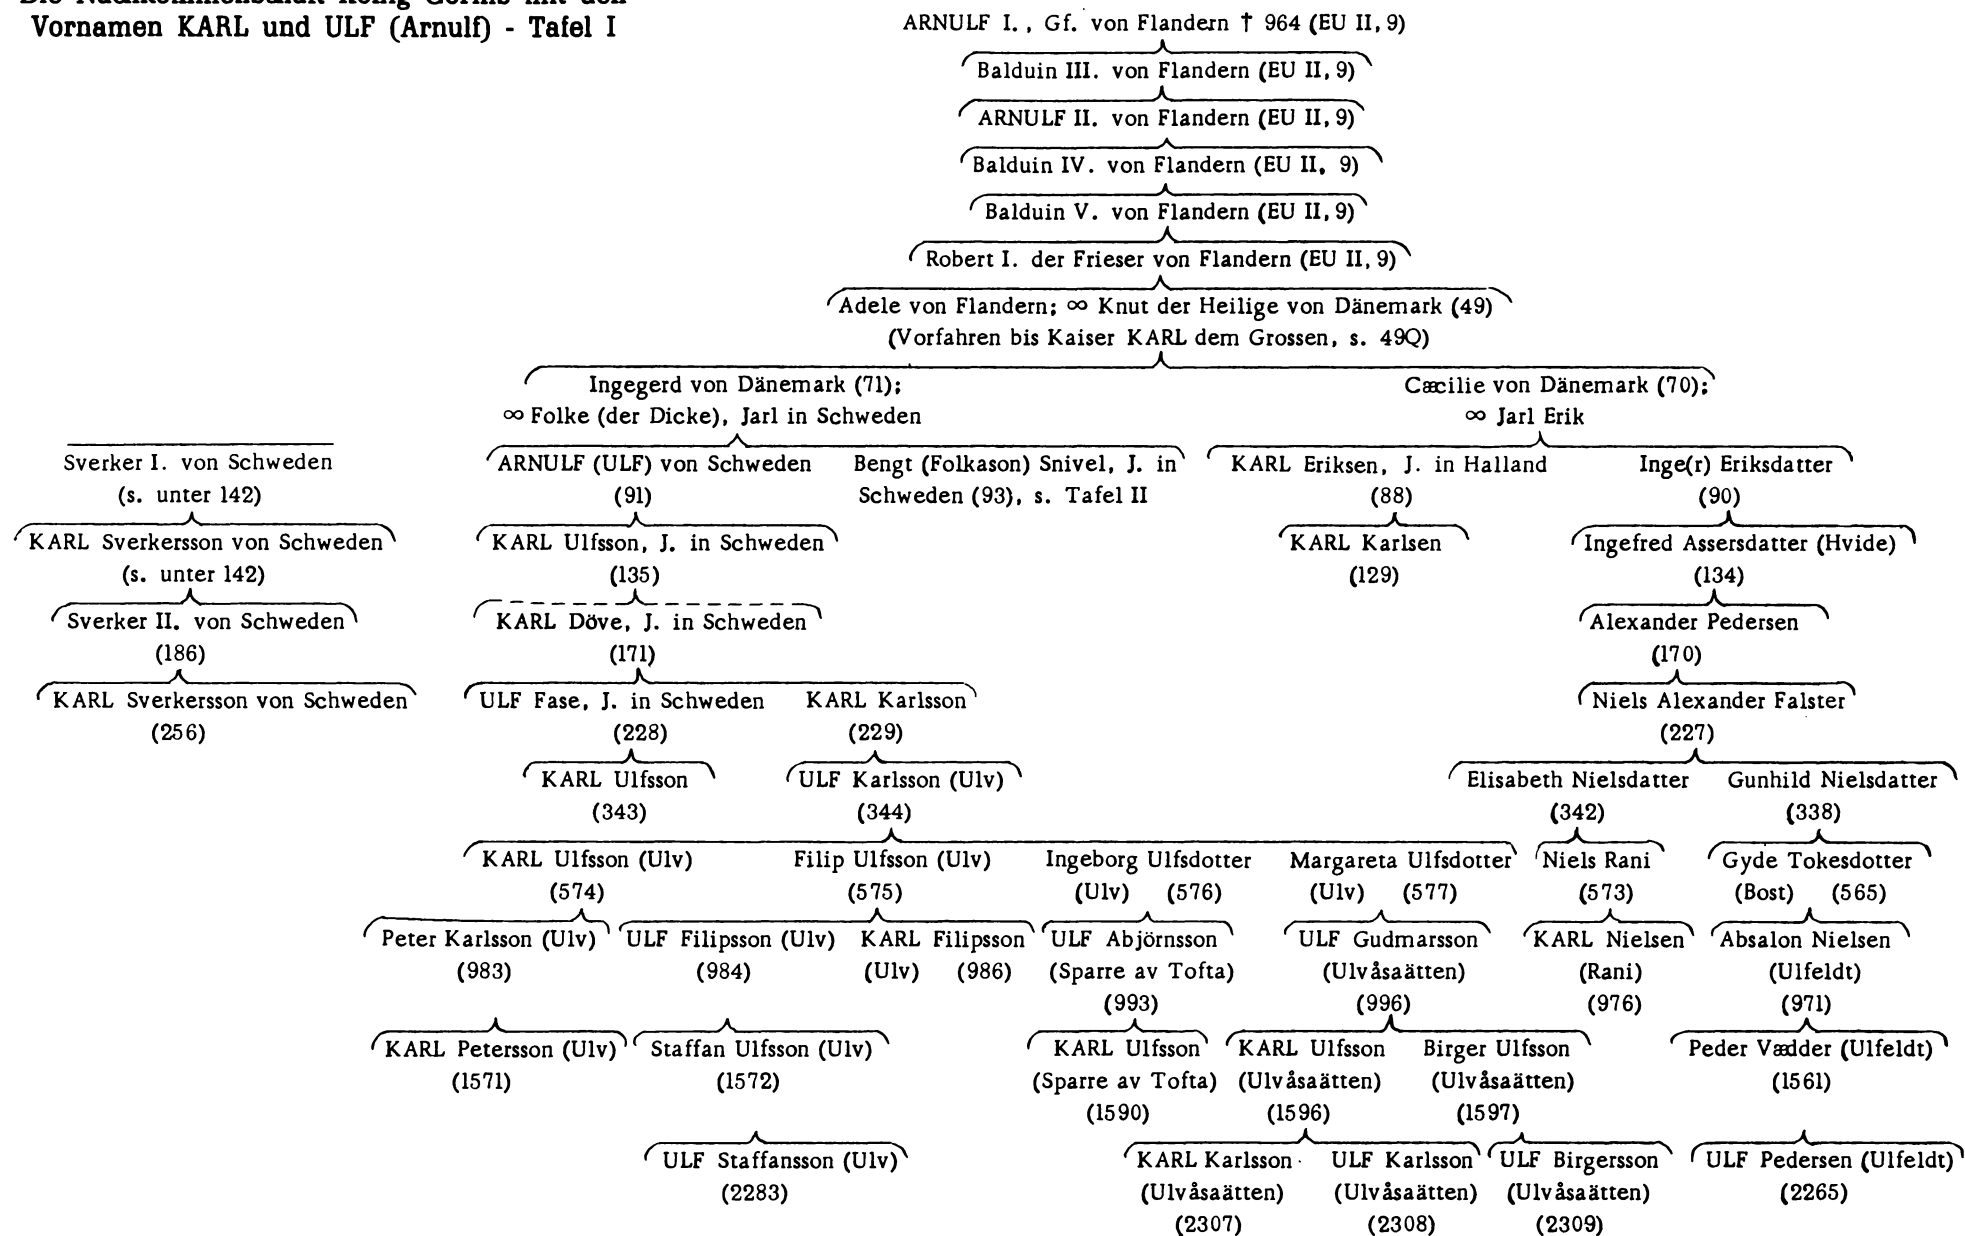 Die Nachkommenschaft König Gorms mit den
Vornamen KARL und ULF (Arnulf) - Tafel I
ARNULF I., Gf. von Flandern † 964 (EU II, 9)
Balduin III. von Flandern (EU II, 9)
ARNULF II. von Flandern (EU II, 9)
Balduin IV. von Flandern (EU II, 9)
Balduin V. von Flandern (EU II, 9)
Robert I. der Frieser von Flandern (EU II, 9)
Adele von Flandern; ∞ Knut der Heilige von Dänemark (49)
(Vorfahren bis Kaiser KARL dem Grossen, s. 49Q)
Ingegerd von Dänemark (71); Cæcilie von Dänemark (70);
∞ Folke (der Dicke), Jarl in Schweden ∞ Jarl Erik
Sverker I. von Schweden ARNULF (ULF) von Schweden Bengt (Folkason) Snivel, J. in KARL Eriksen, J. in Halland Inge(r) Eriksdatter
(s. unter 142) (91) Schweden (93), s. Tafel II (88) (90)
KARL Sverkersson von Schweden KARL Ulfsson, J. in Schweden KARL Karlsen Ingefred Assersdatter (Hvide)
(s. unter 142) (135) (129) (134)
Sverker II. von Schweden KARL Döve, J. in Schweden Alexander Pedersen
(186) (171) (170)
KARL Sverkersson von Schweden ULF Fase, J. in Schweden KARL Karlsson Niels Alexander Falster
(256) (228) (229) (227)
KARL Ulfsson ULF Karlsson (Ulv) Elisabeth Nielsdatter Gunhild Nielsdatter
(343) (344) (342) (338)
KARL Ulfsson (Ulv) Filip Ulfsson (Ulv) Ingeborg Ulfsdotter Margareta Ulfsdotter Niels Rani Gyde Tokesdotter
(574) (575) (Ulv) (576) (Ulv) (577) (573) (Bost) (565)
Peter Karlsson (Ulv) ULF Filipsson (Ulv) KARL Filipsson ULF Abjörnsson ULF Gudmarsson KARL Nielsen Absalon Nielsen
(983) (984) (Ulv) (986) (Sparre av Tofta) (Ulvåsaätten) (Rani) (Ulfeldt)
(993) (996) (976) (971)
KARL Petersson (Ulv) Staffan Ulfsson (Ulv) KARL Ulfsson KARL Ulfsson Birger Ulfsson Peder Vædder (Ulfeldt)
(1571) (1572) (Sparre av Tofta) (Ulvåsaätten) (Ulvåsaätten) (1561)
(1590) (1596) (1597)
ULF Staffansson (Ulv) KARL Karlsson ULF Karlsson ULF Birgersson ULF Pedersen (Ulfeldt)
(2283) (Ulvåsaätten) (Ulvåsaätten) (Ulvåsaätten) (2265)
(2307) (2308) (2309)